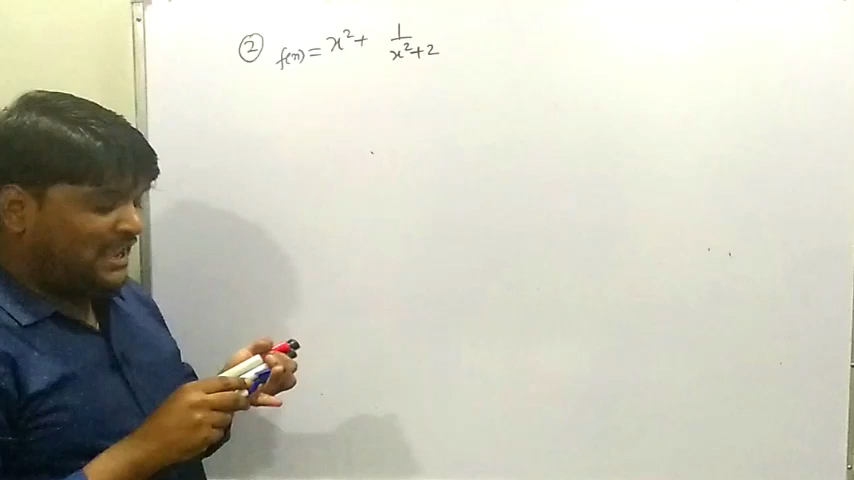 ② f(x) = x² + 1/(x²+2)